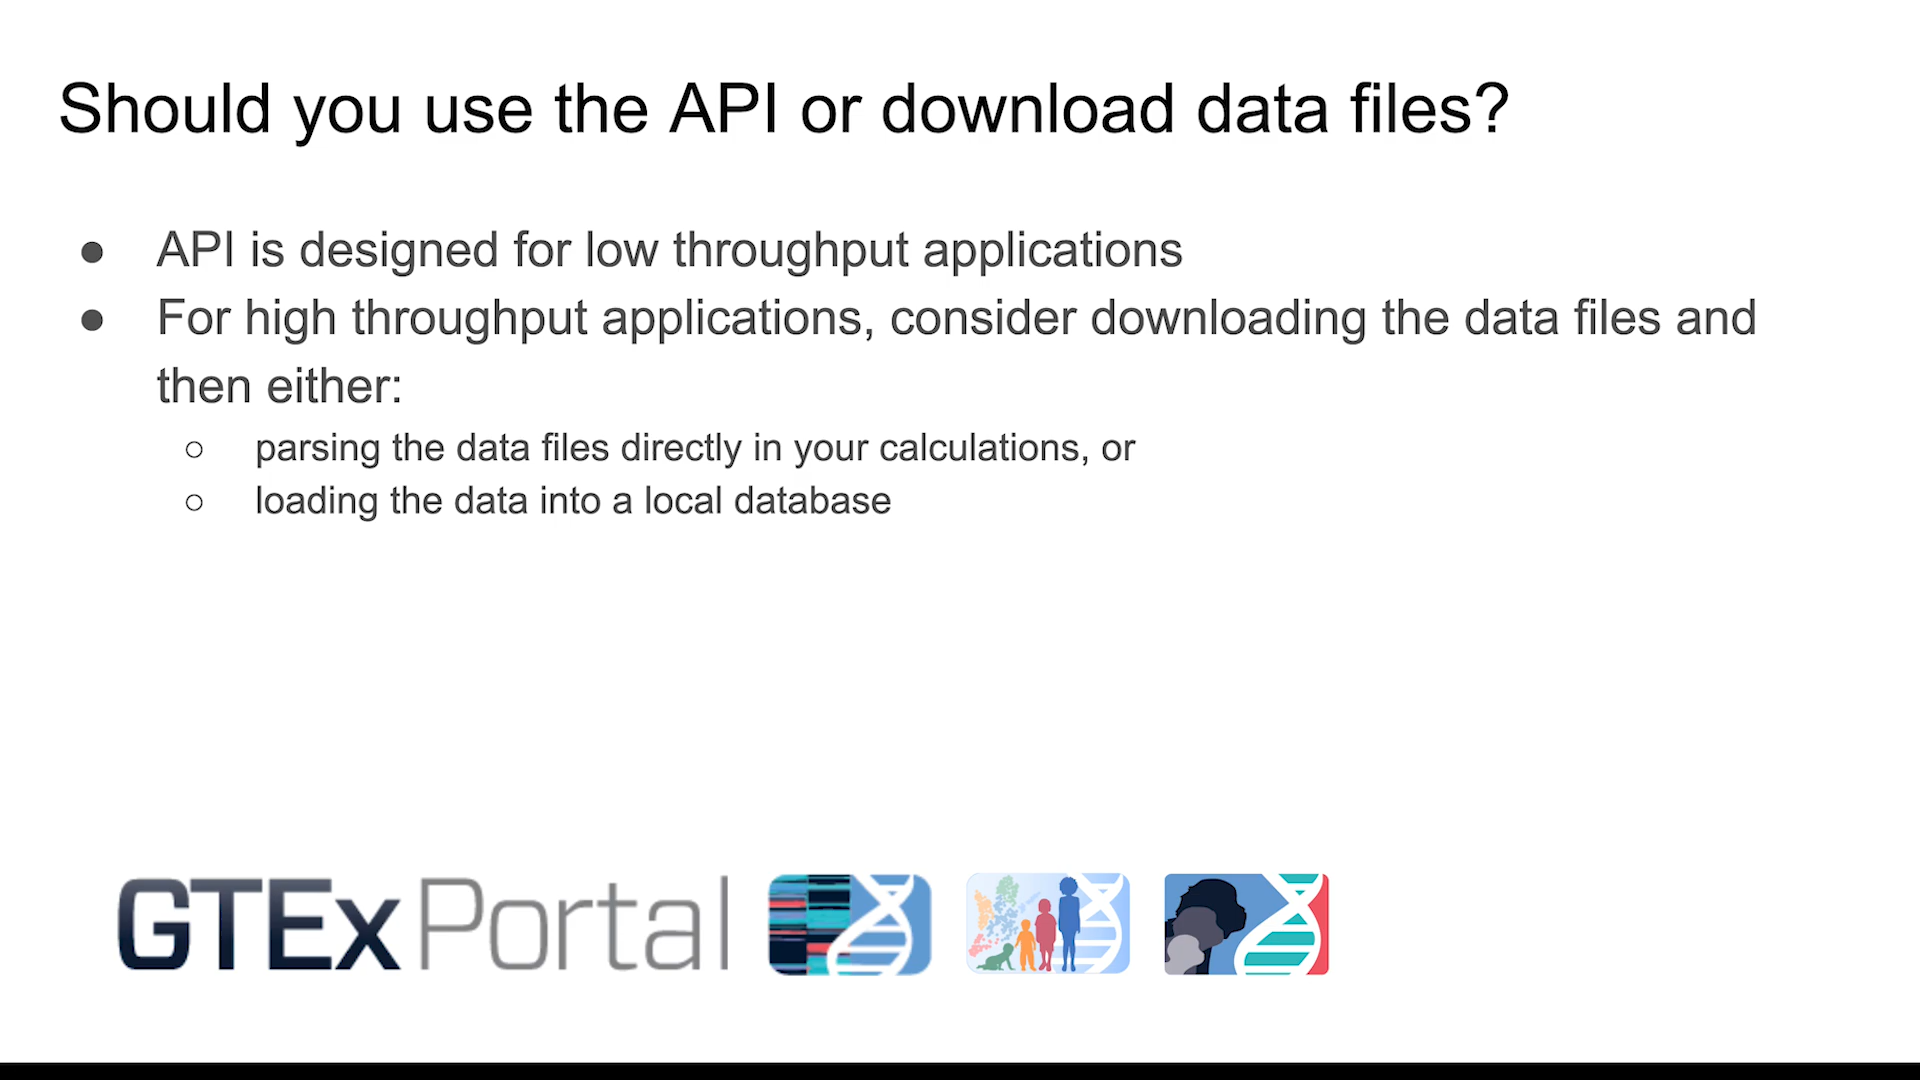 Should you use the API or download data files?
● API is designed for low throughput applications
● For high throughput applications, consider downloading the data files and
then either:
○ parsing the data files directly in your calculations, or
○ loading the data into a local database
GTEx Portal